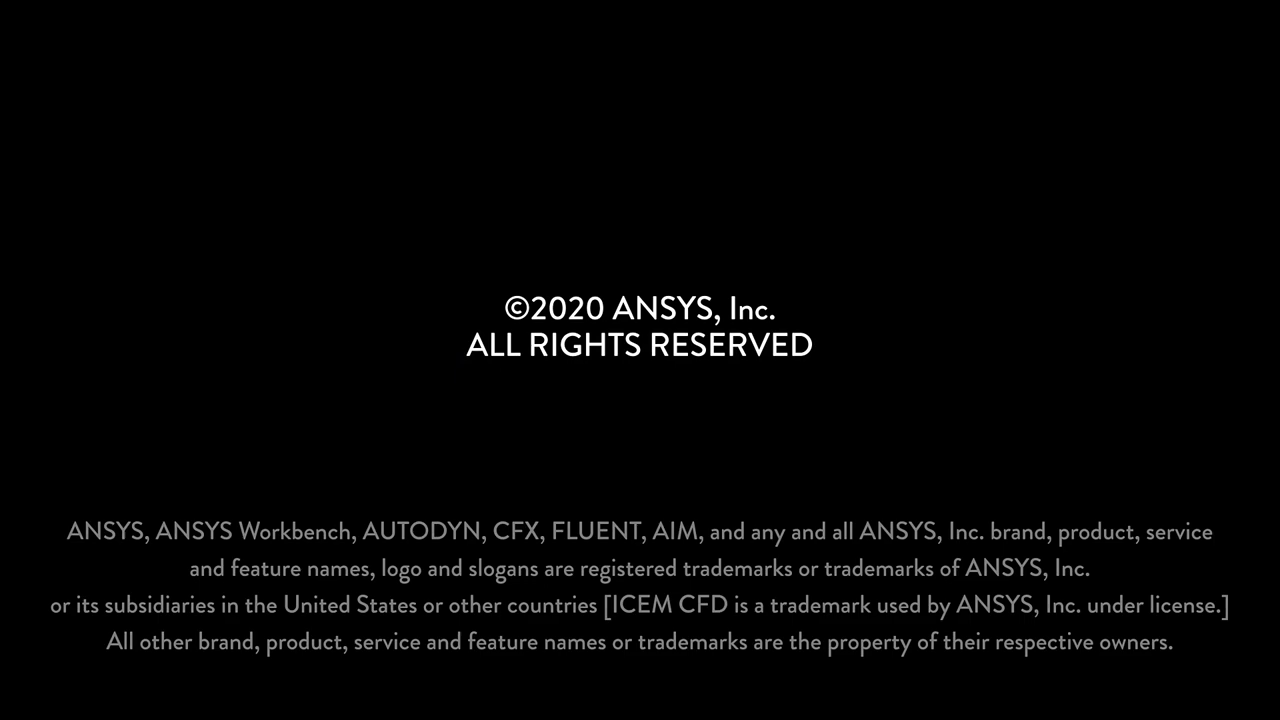 ©2020 ANSYS, Inc.
ALL RIGHTS RESERVED
ANSYS, ANSYS Workbench, AUTODYN, CFX, FLUENT, AIM, and any and all ANSYS, Inc. brand, product, service
and feature names, logo and slogans are registered trademarks or trademarks of ANSYS, Inc.
or its subsidiaries in the United States or other countries [ICEM CFD is a trademark used by ANSYS, Inc. under license.]
All other brand, product, service and feature names or trademarks are the property of their respective owners.